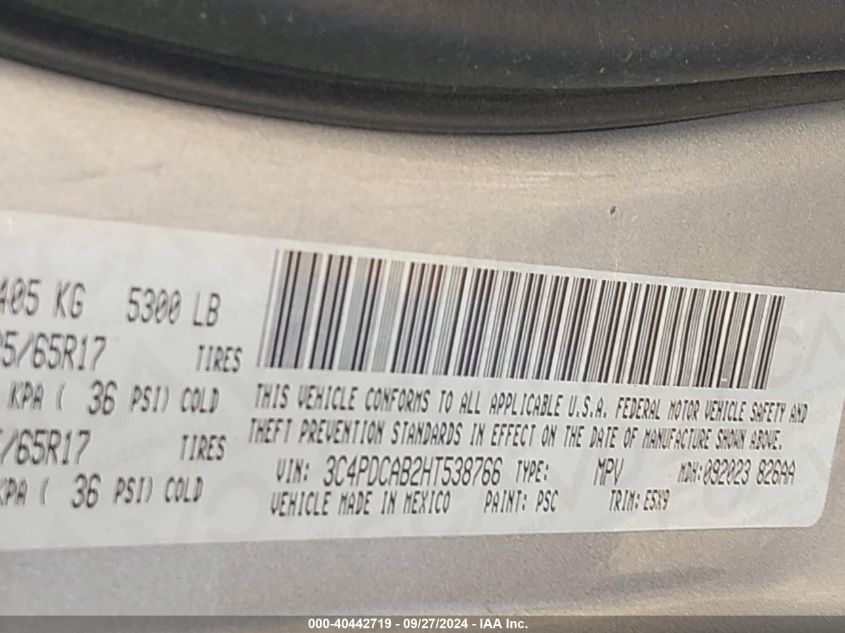 405 KG 5300 LB
5/65R17 TIRES
KPA ( 36 PSI) COLD
/65R17 TIRES
KPA ( 36 PSI) COLD
THIS VEHICLE CONFORMS TO ALL APPLICABLE U.S.A. FEDERAL MOTOR VEHICLE SAFETY AND
THEFT PREVENTION STANDARDS IN EFFECT ON THE DATE OF MANUFACTURE SHOWN ABOVE.
VIN: 3C4PDCAB2HT538766 TYPE: MPV MDH: 092023 826AA
VEHICLE MADE IN MEXICO PAINT: PSC TRIM: E5X9
000-40442719 - 09/27/2024 - IAA Inc.